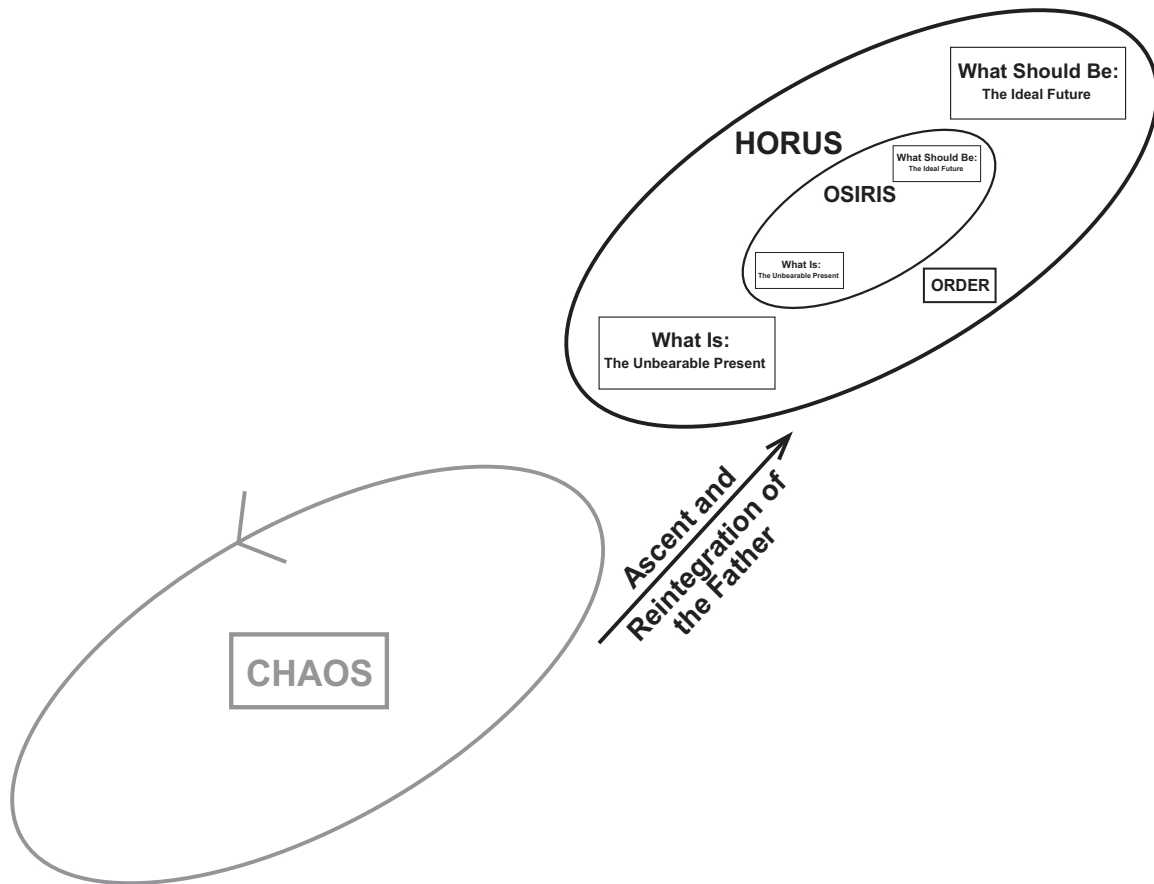 What Should Be:
The Ideal Future
HORUS
What Should Be:
The Ideal Future
OSIRIS
What Is:
The Unbearable Present
ORDER
What Is:
The Unbearable Present
Ascent and
Reintegration of
the Father
CHAOS